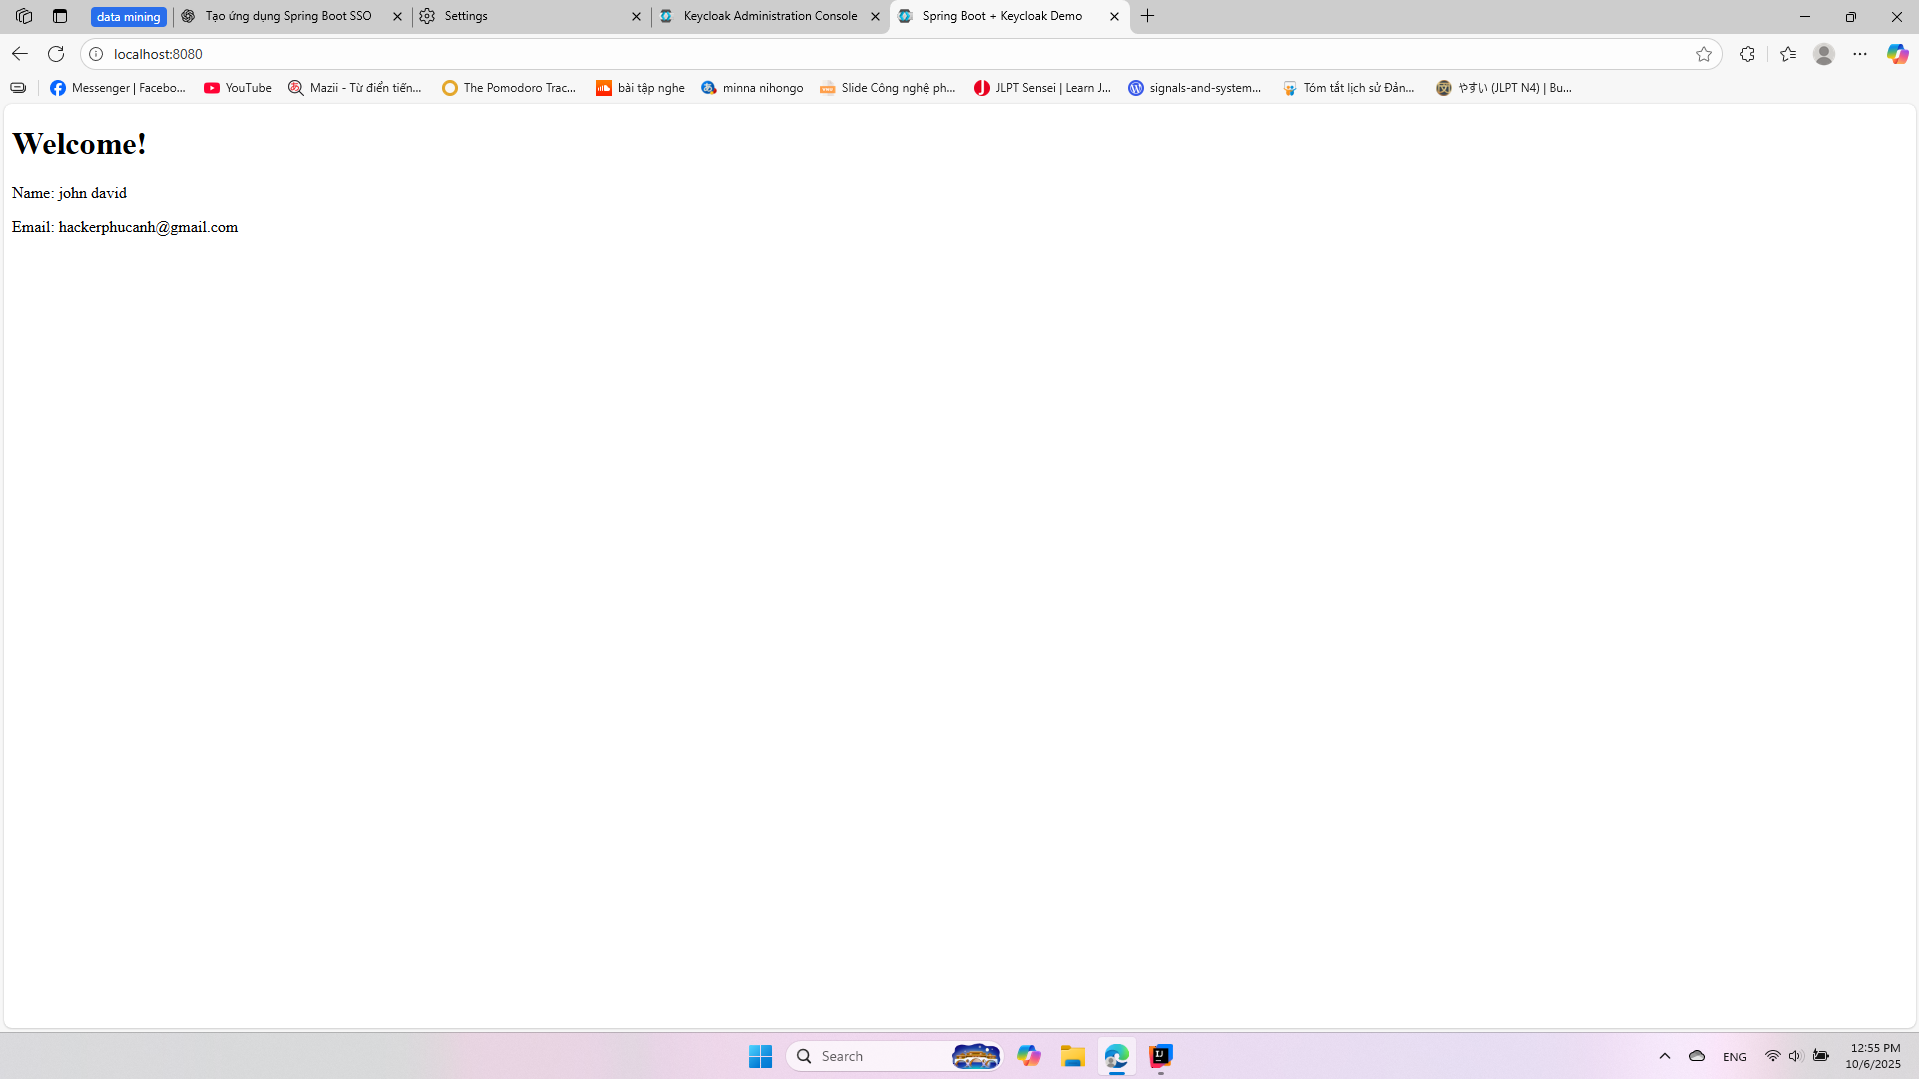 data mining
Tạo ứng dụng Spring Boot SSO
Settings
Keycloak Administration Console
Spring Boot + Keycloak Demo
localhost:8080
Messenger | Facebo...
YouTube
Mazii - Từ điển tiến...
The Pomodoro Trac...
bài tập nghe
minna nihongo
Slide Công nghệ ph...
JLPT Sensei | Learn J...
signals-and-system...
Tóm tắt lịch sử Đản...
やすい (JLPT N4) | Bu...
Welcome!
Name: john david
Email: hackerphucanh@gmail.com
Search
ENG
12:55 PM
10/6/2025